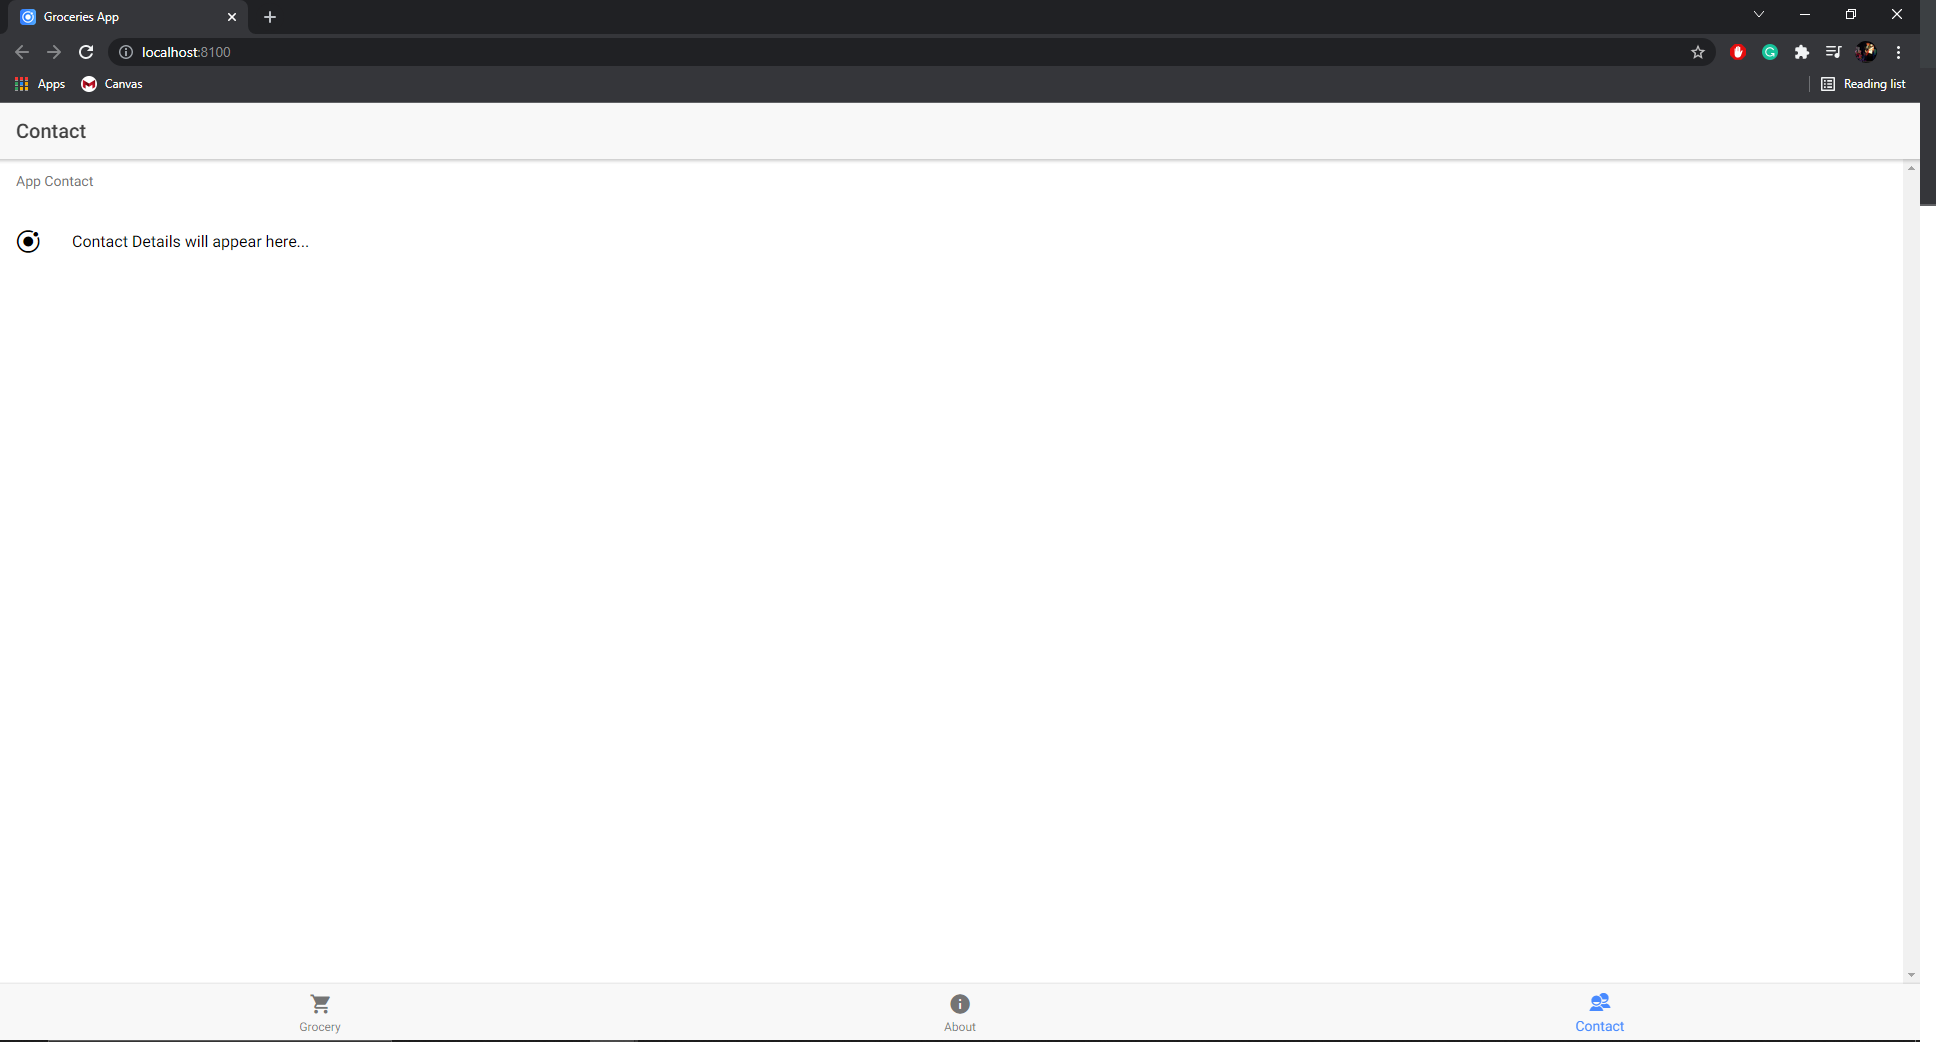 Groceries App
localhost:8100
Apps
Canvas
Reading list
Contact
App Contact
Contact Details will appear here...
Grocery
About
Contact